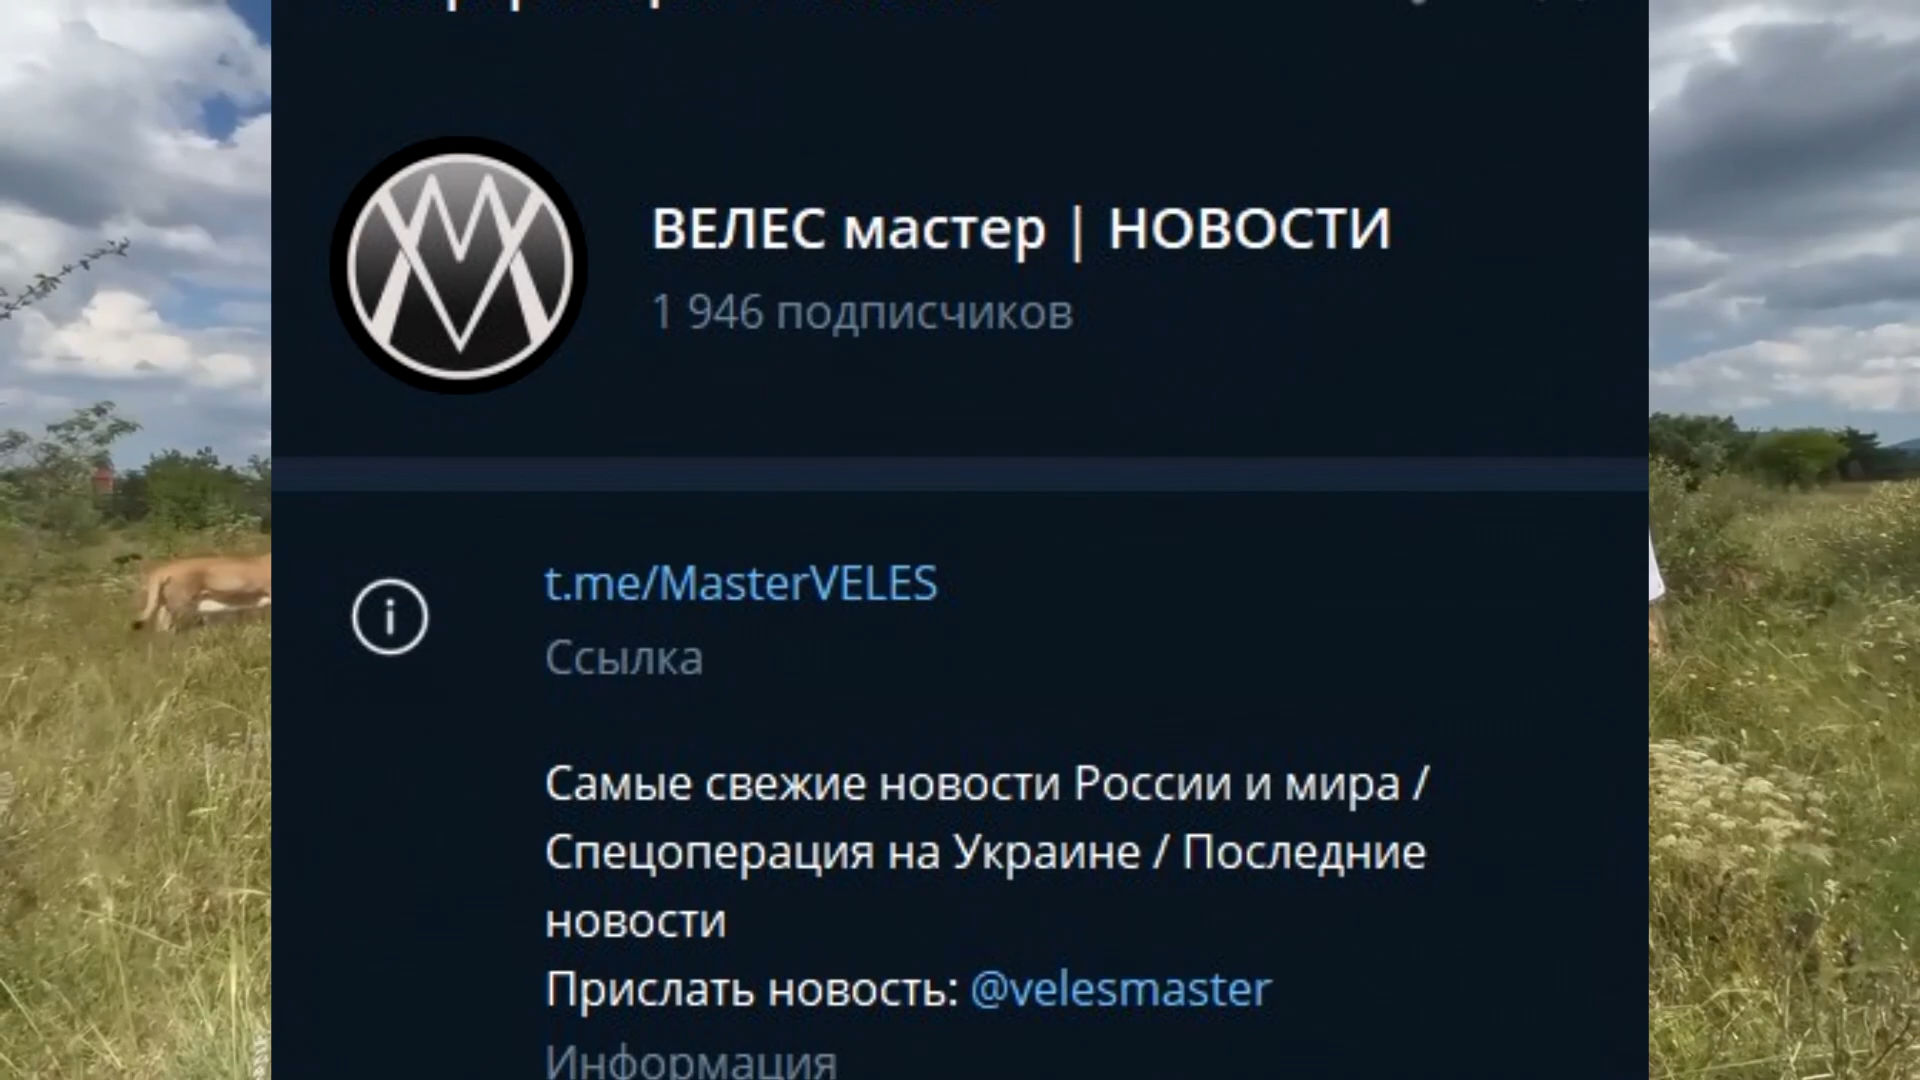 ВЕЛЕС мастер | НОВОСТИ
1 946 подписчиков
t.me/MasterVELES
Ссылка
Самые свежие новости России и мира /
Спецоперация на Украине / Последние
новости
Прислать новость: @velesmaster
Информация